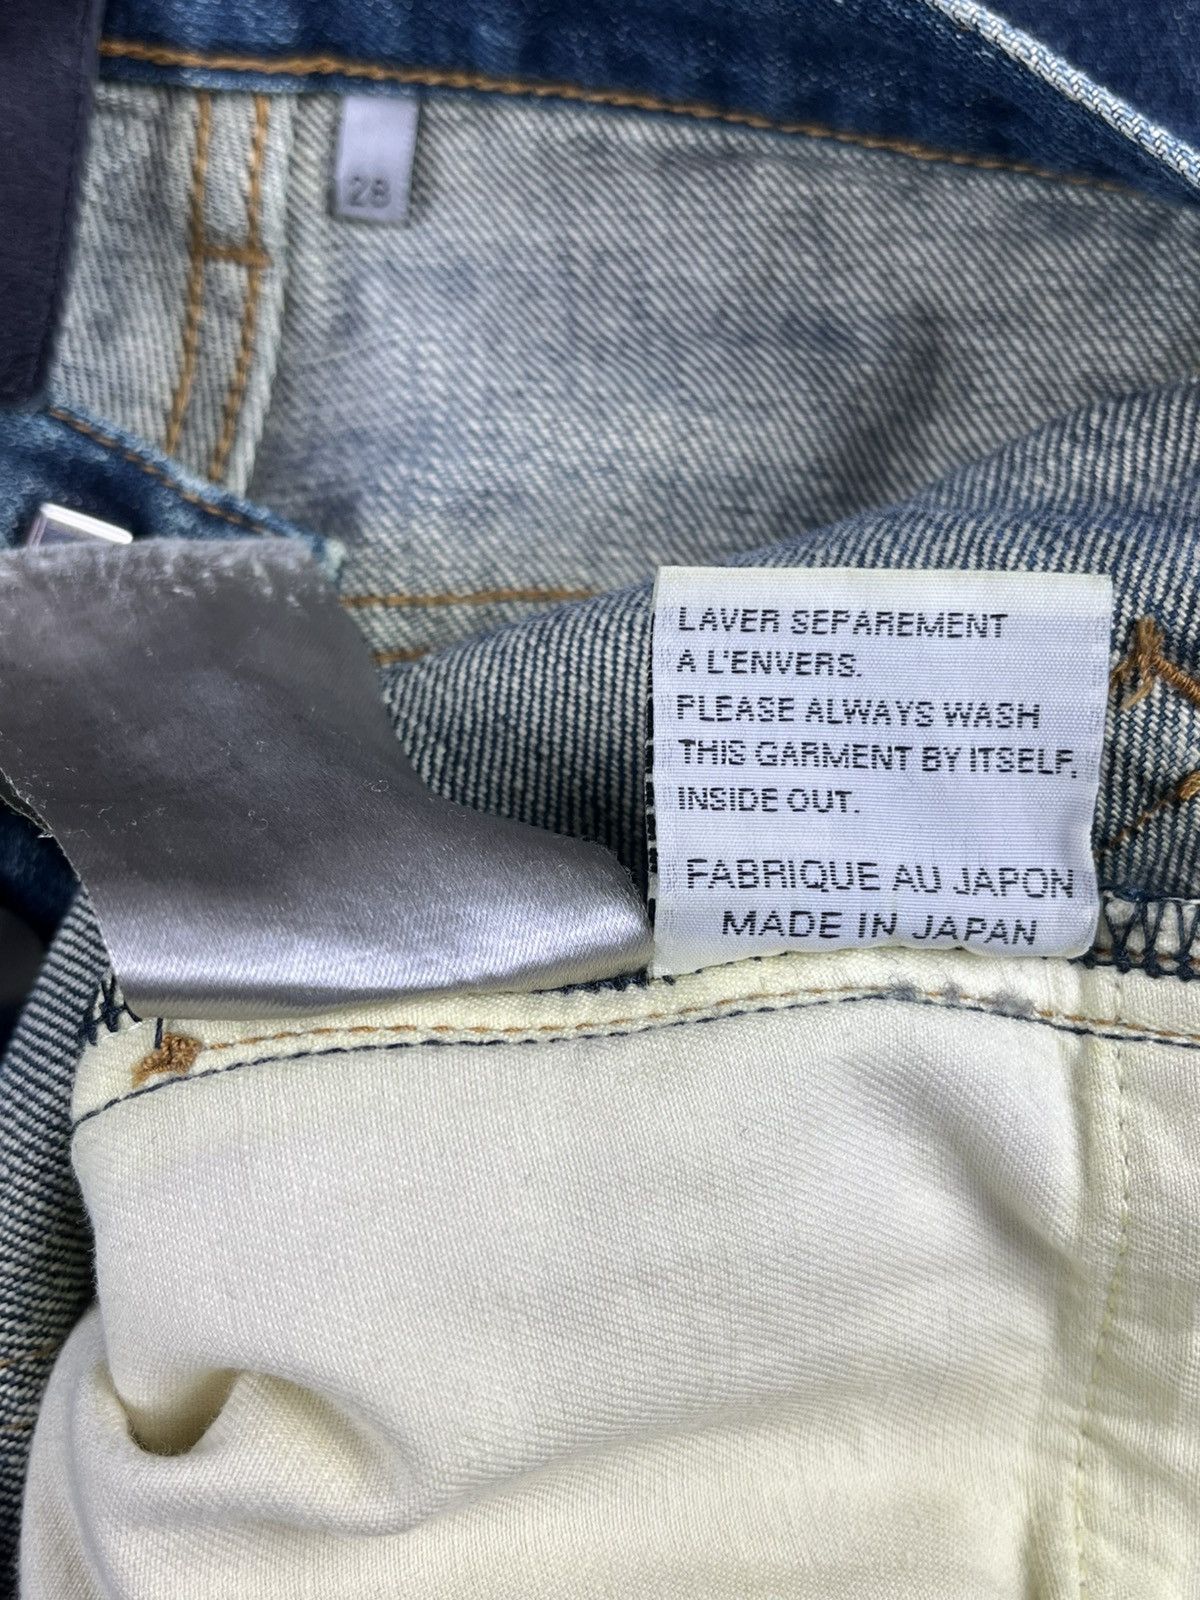 28
LAVER SEPAREMENT
A L'ENVERS.
PLEASE ALWAYS WASH
THIS GARMENT BY ITSELF,
INSIDE OUT.
FABRIQUE AU JAPON
MADE IN JAPAN